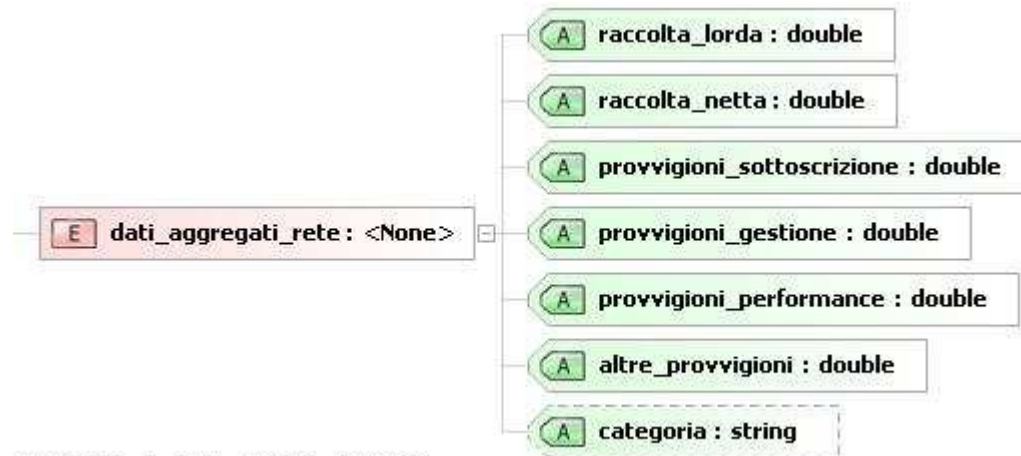 A raccolta_lorda : double
A raccolta_netta : double
A provvigioni_sottoscrizione : double
E dati_aggregati_rete : <None>
A provvigioni_gestione : double
A provvigioni_performance : double
A altre_provvigioni : double
A categoria : string